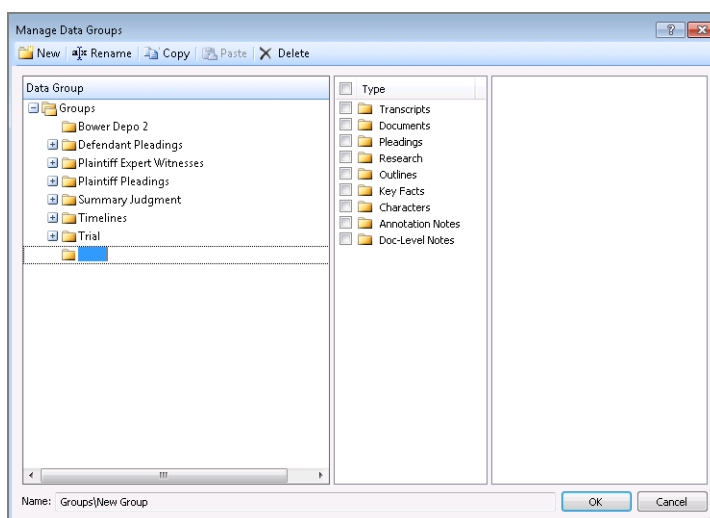 Manage Data Groups
New Rename Copy Paste Delete
Data Group
Groups
Bower Depo 2
Defendant Pleadings
Plaintiff Expert Witnesses
Plaintiff Pleadings
Summary Judgment
Timelines
Trial
Type
Transcripts
Documents
Pleadings
Research
Outlines
Key Facts
Characters
Annotation Notes
Doc-Level Notes
Name: Groups\New Group
OK Cancel